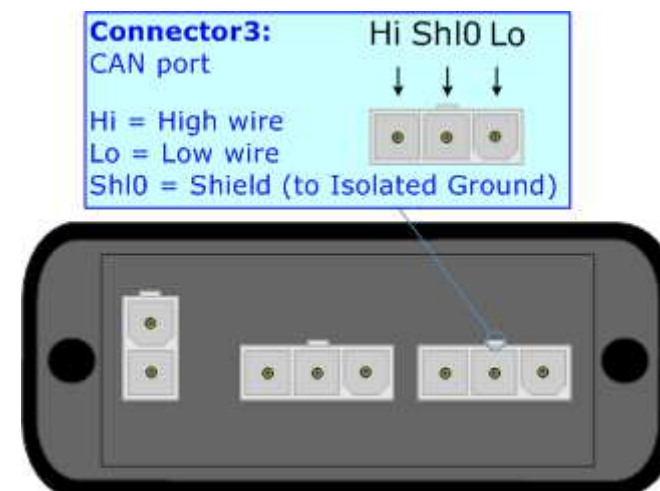 Connector3:
Hi Shl0 Lo
CAN port
Hi = High wire
Lo = Low wire
Shl0 = Shield (to Isolated Ground)